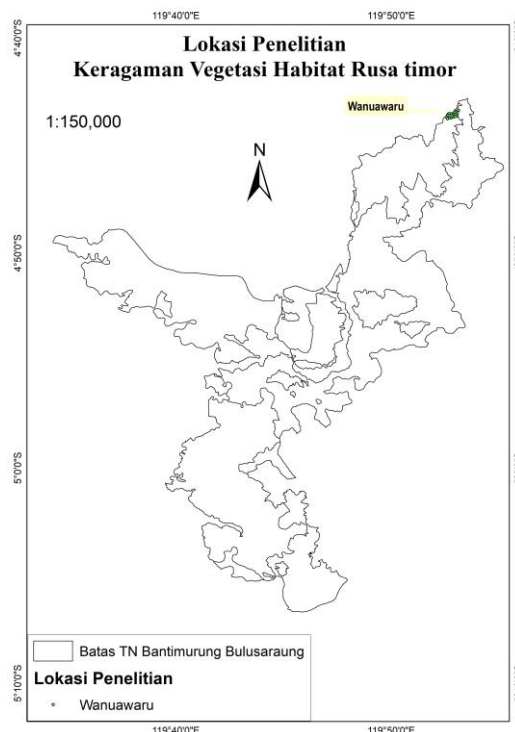 119°40'0"E
119°50'0"E
4°40'0"S
Lokasi Penelitian
Keragaman Vegetasi Habitat Rusa timor
Wanuawaru
1:150,000
N
4°50'0"S
5°0'0"S
5°10'0"S
Batas TN Bantimurung Bulusaraung
Lokasi Penelitian
Wanuawaru
119°40'0"E
119°50'0"E